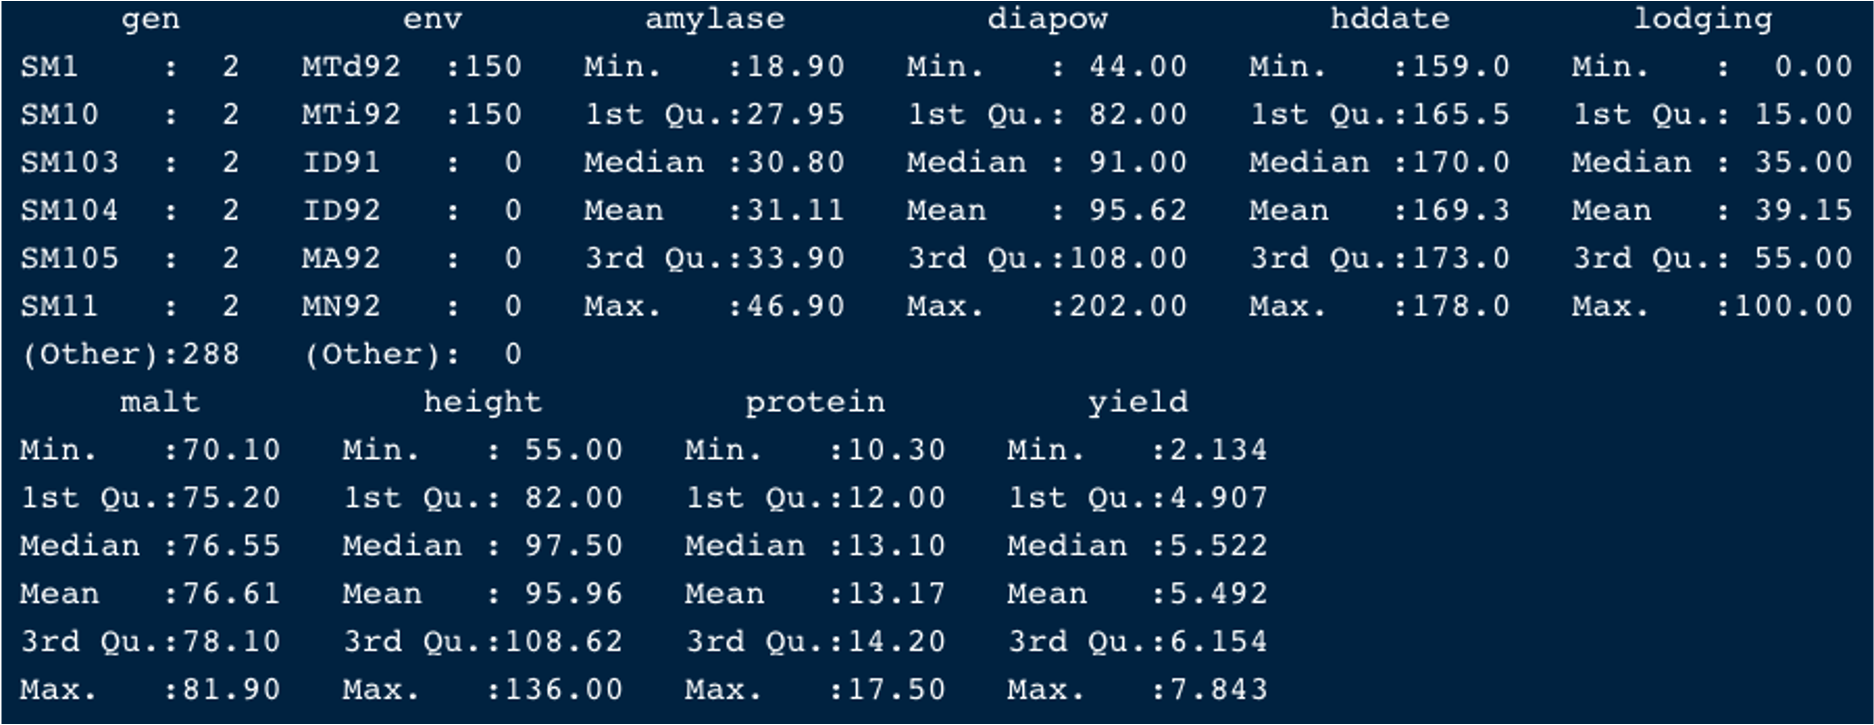 gen           env         amylase          diapow           hddate         lodging
SM1    :  2   MTd92  :150   Min.   :18.90   Min.   : 44.00   Min.   :159.0   Min.   :  0.00
SM10   :  2   MTi92  :150   1st Qu.:27.95   1st Qu.: 82.00   1st Qu.:165.5   1st Qu.: 15.00
SM103  :  2   ID91   :  0   Median :30.80   Median : 91.00   Median :170.0   Median : 35.00
SM104  :  2   ID92   :  0   Mean   :31.11   Mean   : 95.62   Mean   :169.3   Mean   : 39.15
SM105  :  2   MA92   :  0   3rd Qu.:33.90   3rd Qu.:108.00   3rd Qu.:173.0   3rd Qu.: 55.00
SM11   :  2   MN92   :  0   Max.   :46.90   Max.   :202.00   Max.   :178.0   Max.   :100.00
(Other):288   (Other):  0
     malt           height          protein          yield
Min.   :70.10   Min.   : 55.00   Min.   :10.30   Min.   :2.134
1st Qu.:75.20   1st Qu.: 82.00   1st Qu.:12.00   1st Qu.:4.907
Median :76.55   Median : 97.50   Median :13.10   Median :5.522
Mean   :76.61   Mean   : 95.96   Mean   :13.17   Mean   :5.492
3rd Qu.:78.10   3rd Qu.:108.62   3rd Qu.:14.20   3rd Qu.:6.154
Max.   :81.90   Max.   :136.00   Max.   :17.50   Max.   :7.843